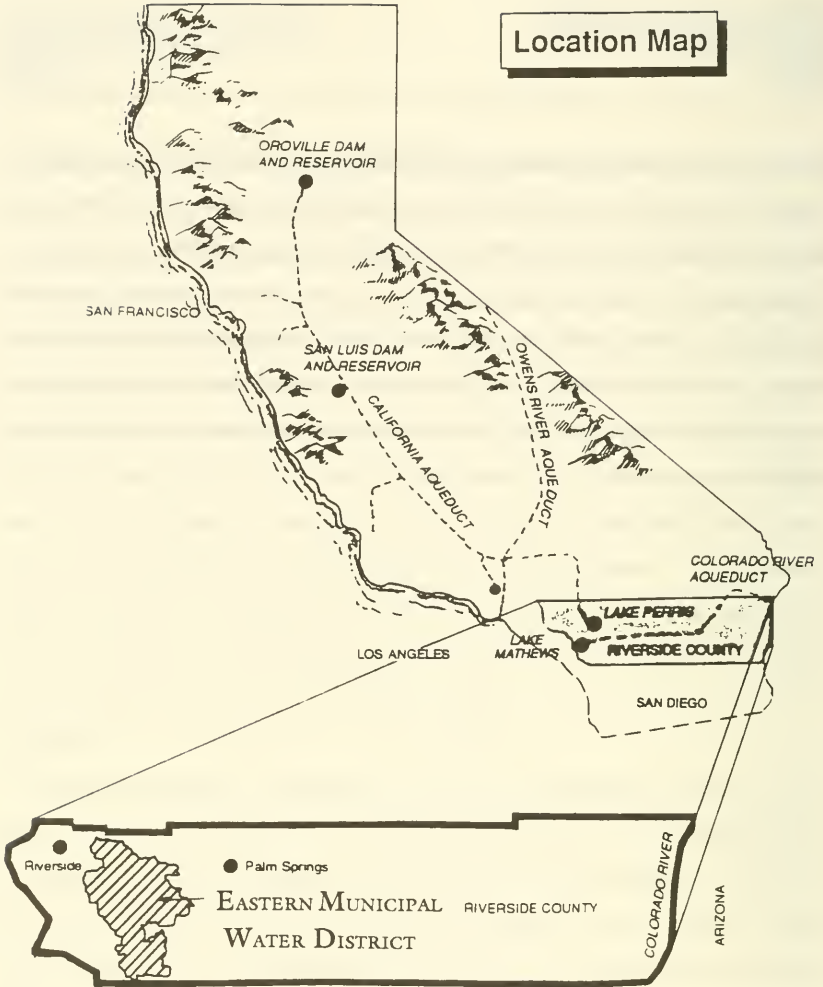 Location Map
OROVILLE DAM
AND RESERVOIR
SAN FRANCISCO
SAN LUIS DAM
AND RESERVOIR
CALIFORNIA AQUEDUCT
OWENS RIVER AQUEDUCT
COLORADO RIVER
AQUEDUCT
LAKE PERRIS
LAKE
MATHEWS
RIVERSIDE COUNTY
LOS ANGELES
SAN DIEGO
Riverside
Palm Springs
EASTERN MUNICIPAL
WATER DISTRICT
RIVERSIDE COUNTY
COLORADO RIVER
ARIZONA